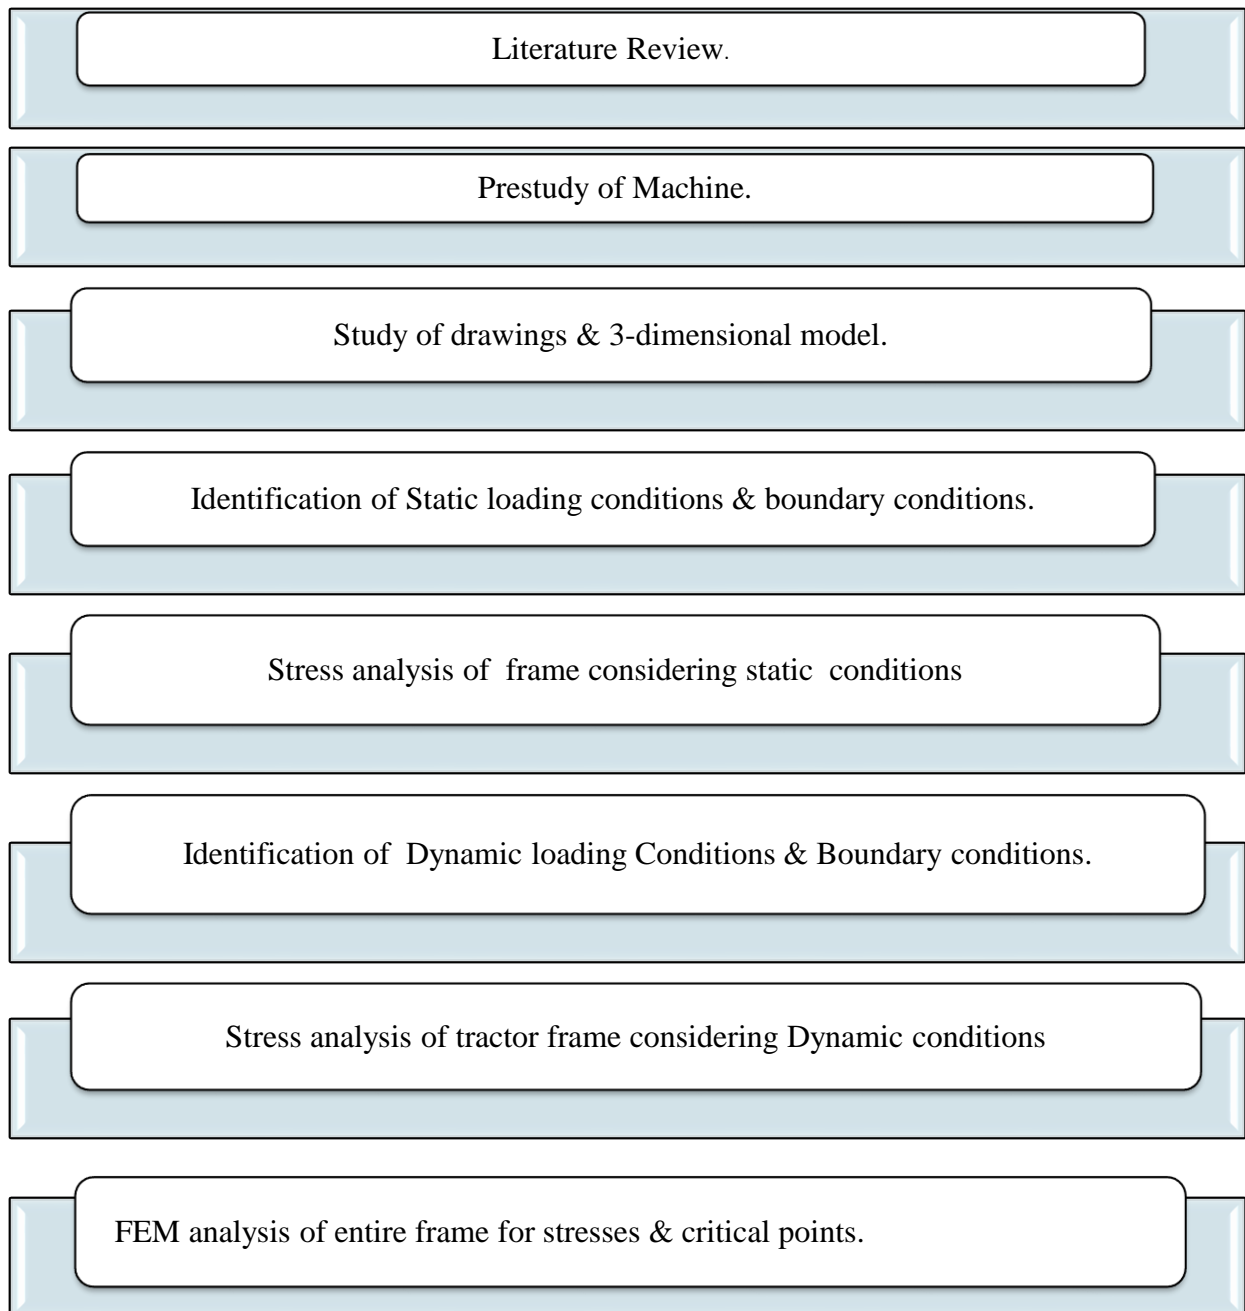 Literature Review.
Prestudy of Machine.
Study of drawings & 3-dimensional model.
Identification of Static loading conditions & boundary conditions.
Stress analysis of  frame considering static  conditions
Identification of  Dynamic loading Conditions & Boundary conditions.
Stress analysis of tractor frame considering Dynamic conditions
FEM analysis of entire frame for stresses & critical points.